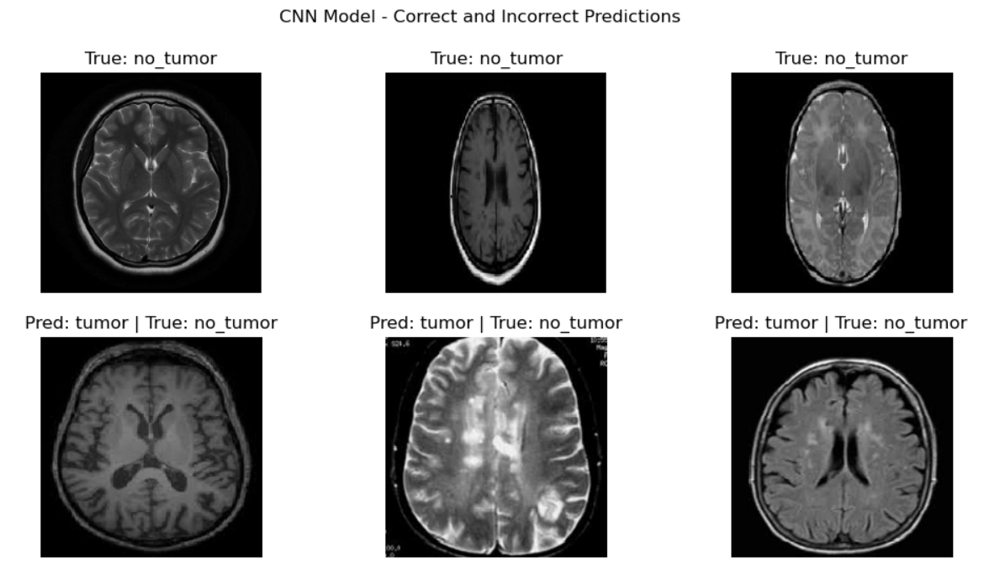 CNN Model - Correct and Incorrect Predictions
True: no_tumor
True: no_tumor
True: no_tumor
Pred: tumor | True: no_tumor
Pred: tumor | True: no_tumor
Pred: tumor | True: no_tumor